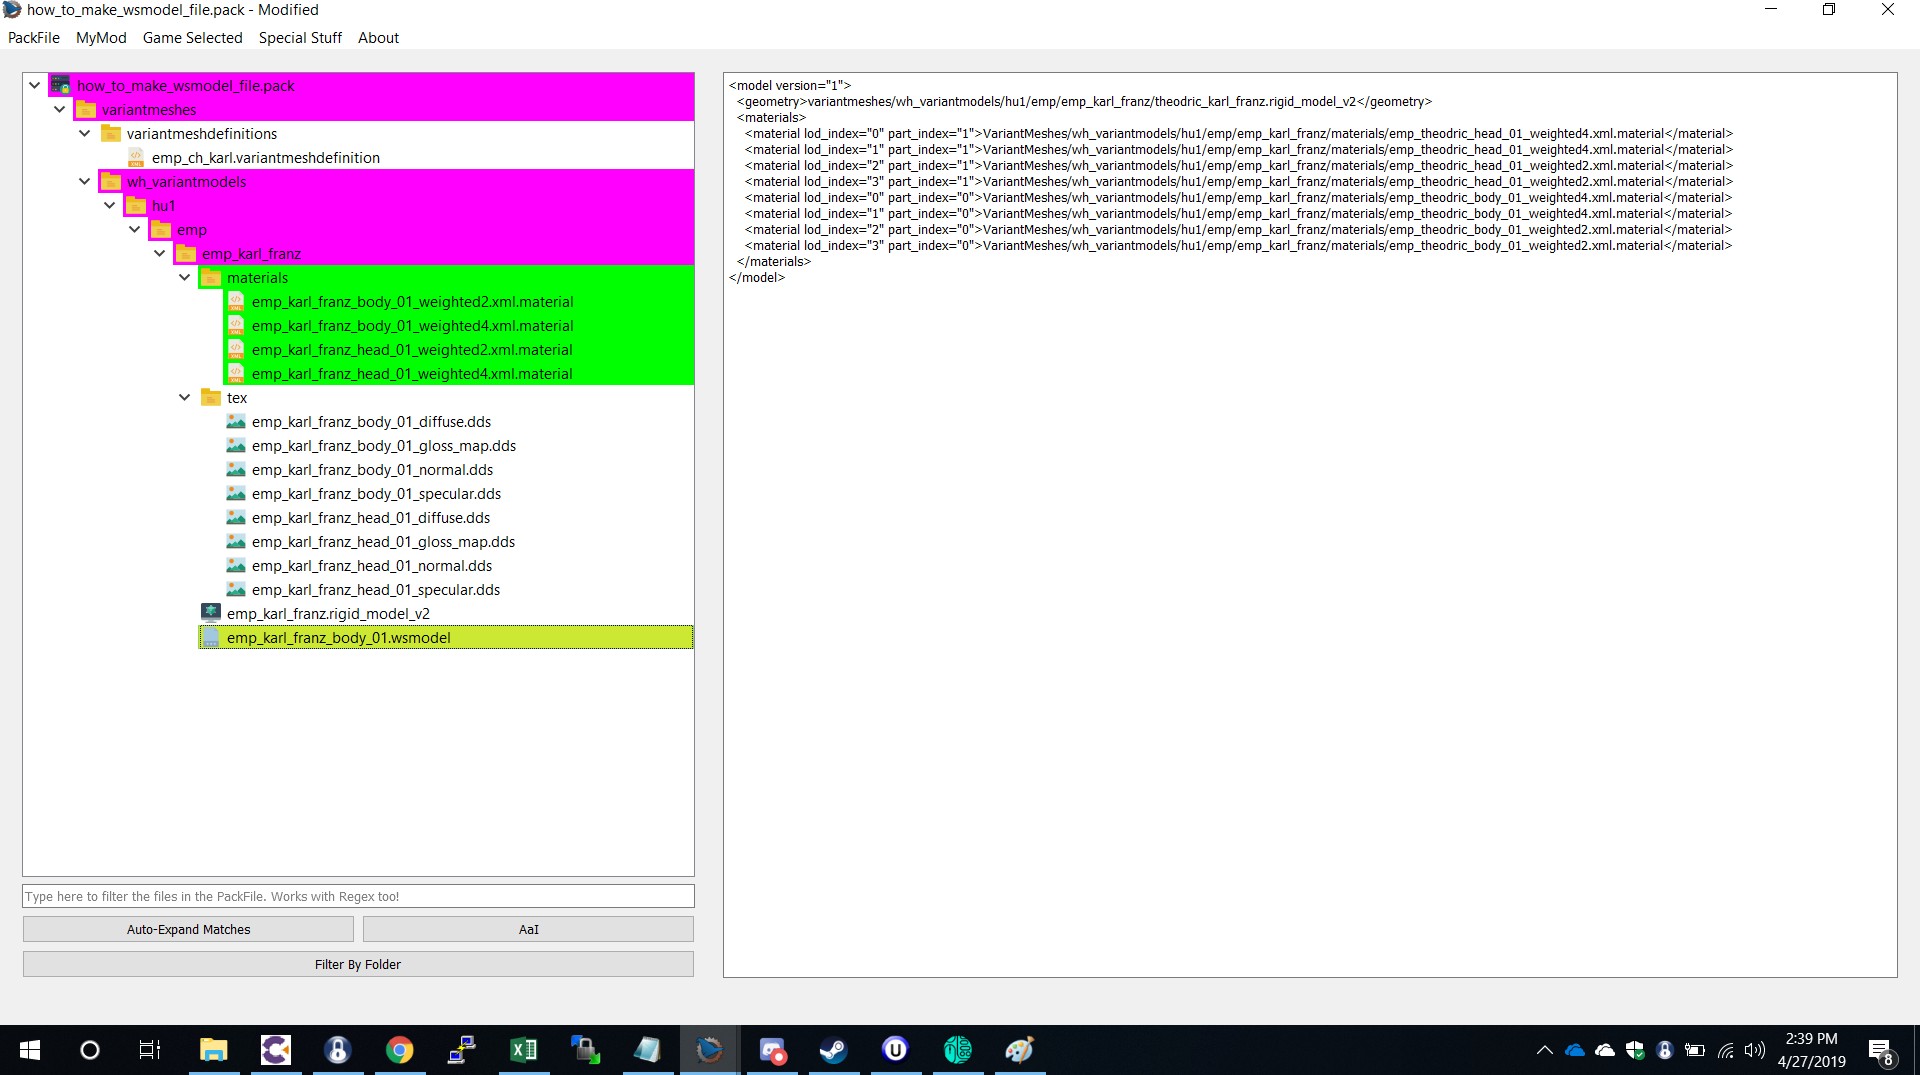 how_to_make_wsmodel_file.pack - Modified
PackFile MyMod Game Selected Special Stuff About
how_to_make_wsmodel_file.pack
variantmeshes
variantmeshdefinitions
emp_ch_karl.variantmeshdefinition
wh_variantmodels
hu1
emp
emp_karl_franz
materials
emp_karl_franz_body_01_weighted2.xml.material
emp_karl_franz_body_01_weighted4.xml.material
emp_karl_franz_head_01_weighted2.xml.material
emp_karl_franz_head_01_weighted4.xml.material
tex
emp_karl_franz_body_01_diffuse.dds
emp_karl_franz_body_01_gloss_map.dds
emp_karl_franz_body_01_normal.dds
emp_karl_franz_body_01_specular.dds
emp_karl_franz_head_01_diffuse.dds
emp_karl_franz_head_01_gloss_map.dds
emp_karl_franz_head_01_normal.dds
emp_karl_franz_head_01_specular.dds
emp_karl_franz.rigid_model_v2
emp_karl_franz_body_01.wsmodel
Type here to filter the files in the PackFile. Works with Regex too!
Auto-Expand Matches
AaI
Filter By Folder
<model version="1">
<geometry>variantmeshes/wh_variantmodels/hu1/emp/emp_karl_franz/theodric_karl_franz.rigid_model_v2</geometry>
<materials>
<material lod_index="0" part_index="1">VariantMeshes/wh_variantmodels/hu1/emp/emp_karl_franz/materials/emp_theodric_head_01_weighted4.xml.material</material>
<material lod_index="1" part_index="1">VariantMeshes/wh_variantmodels/hu1/emp/emp_karl_franz/materials/emp_theodric_head_01_weighted4.xml.material</material>
<material lod_index="2" part_index="1">VariantMeshes/wh_variantmodels/hu1/emp/emp_karl_franz/materials/emp_theodric_head_01_weighted2.xml.material</material>
<material lod_index="3" part_index="1">VariantMeshes/wh_variantmodels/hu1/emp/emp_karl_franz/materials/emp_theodric_head_01_weighted2.xml.material</material>
<material lod_index="0" part_index="0">VariantMeshes/wh_variantmodels/hu1/emp/emp_karl_franz/materials/emp_theodric_body_01_weighted4.xml.material</material>
<material lod_index="1" part_index="0">VariantMeshes/wh_variantmodels/hu1/emp/emp_karl_franz/materials/emp_theodric_body_01_weighted4.xml.material</material>
<material lod_index="2" part_index="0">VariantMeshes/wh_variantmodels/hu1/emp/emp_karl_franz/materials/emp_theodric_body_01_weighted2.xml.material</material>
<material lod_index="3" part_index="0">VariantMeshes/wh_variantmodels/hu1/emp/emp_karl_franz/materials/emp_theodric_body_01_weighted2.xml.material</material>
</materials>
</model>
2:39 PM
4/27/2019
8